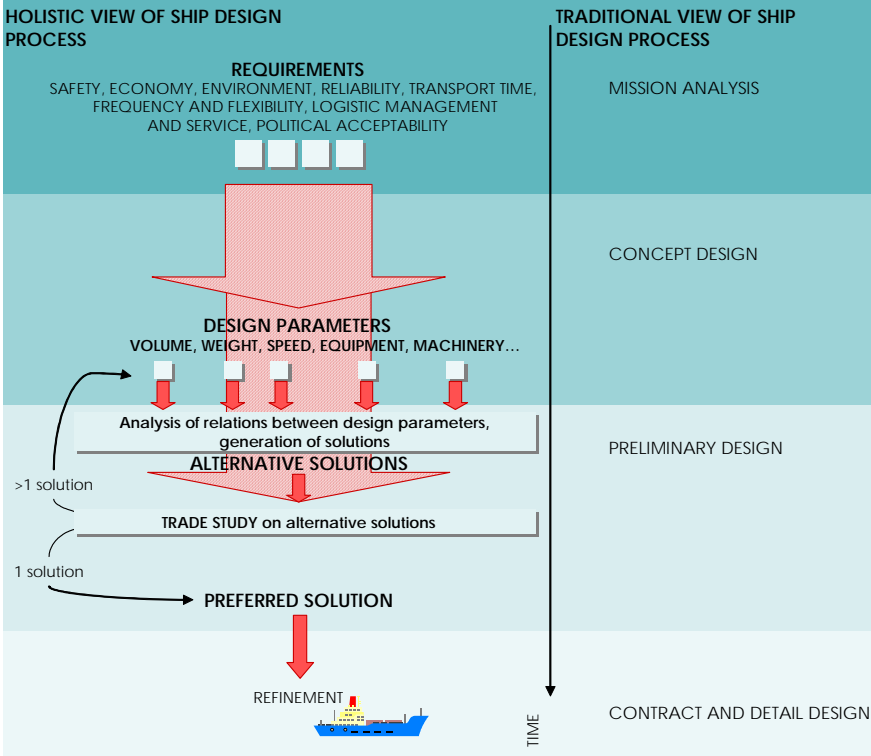 HOLISTIC VIEW OF SHIP DESIGN
PROCESS
TRADITIONAL VIEW OF SHIP
DESIGN PROCESS
REQUIREMENTS
SAFETY, ECONOMY, ENVIRONMENT, RELIABILITY, TRANSPORT TIME,
FREQUENCY AND FLEXIBILITY, LOGISTIC MANAGEMENT
AND SERVICE, POLITICAL ACCEPTABILITY
MISSION ANALYSIS
CONCEPT DESIGN
DESIGN PARAMETERS
VOLUME, WEIGHT, SPEED, EQUIPMENT, MACHINERY…
Analysis of relations between design parameters,
generation of solutions
PRELIMINARY DESIGN
ALTERNATIVE SOLUTIONS
>1 solution
TRADE STUDY on alternative solutions
1 solution
PREFERRED SOLUTION
REFINEMENT
TIME
CONTRACT AND DETAIL DESIGN